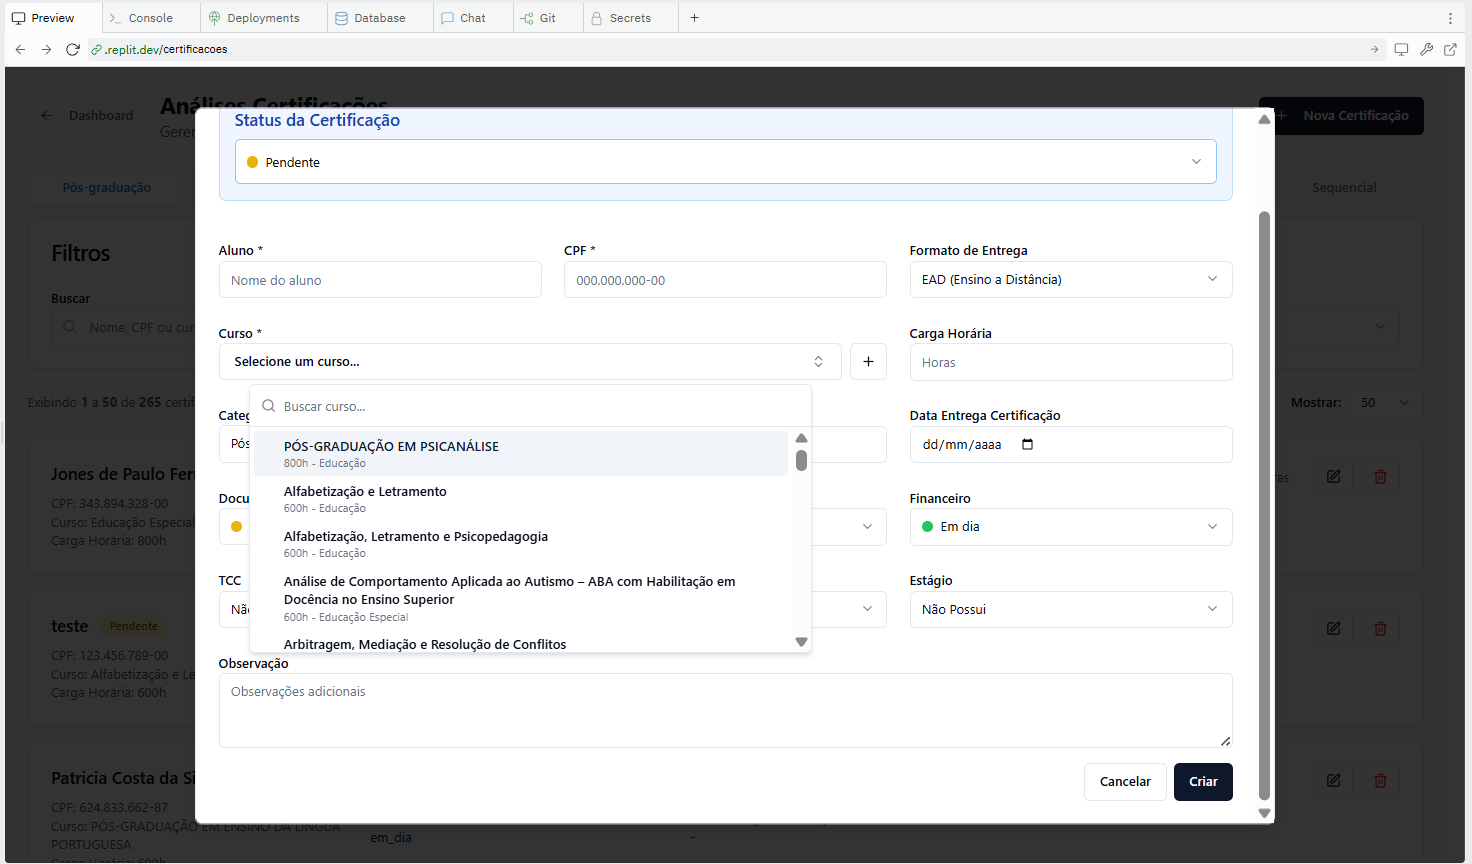 Preview
Console
Deployments
Database
Chat
Git
Secrets
.replit.dev/certificacoes
Dashboard
Análises Certificações
Geren
Nova Certificação
Pós-graduação
Sequencial
Filtros
Buscar
Nome, CPF ou cur
Exibindo 1 a 50 de 265 certif
Mostrar: 50
Jones de Paulo Fer
CPF: 343.894.328-00
Curso: Educação Especial
Carga Horária: 800h
ras
teste Pendente
CPF: 123.456.789-00
Curso: Alfabetização e Le
Carga Horária: 600h
Patricia Costa da Si
CPF: 624.833.662-87
Curso: PÓS-GRADUAÇÃO EM ENSINO DA LÍNGUA
PORTUGUESA
Carga Horária: 600h
em_dia
-
Status da Certificação
Pendente
Aluno *
Nome do aluno
CPF *
000.000.000-00
Formato de Entrega
EAD (Ensino a Distância)
Curso *
Selecione um curso...
Carga Horária
Horas
Buscar curso...
PÓS-GRADUAÇÃO EM PSICANÁLISE
800h - Educação
Alfabetização e Letramento
600h - Educação
Alfabetização, Letramento e Psicopedagogia
600h - Educação
Análise de Comportamento Aplicada ao Autismo – ABA com Habilitação em
Docência no Ensino Superior
600h - Educação Especial
Arbitragem, Mediação e Resolução de Conflitos
Categ
Pós
Data Entrega Certificação
dd/mm/aaaa
Docu
Financeiro
Em dia
TCC
Nã
Estágio
Não Possui
Observação
Observações adicionais
Cancelar
Criar